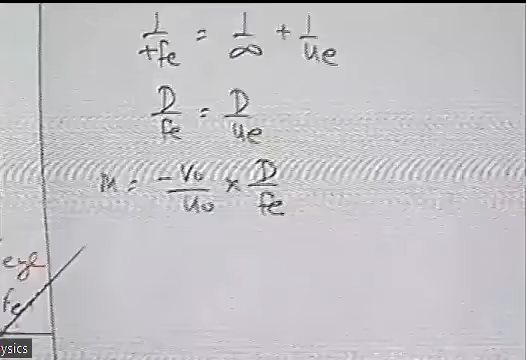 1/+fe = 1/∞ + 1/ue
D/fe = D/ue
M = -Vo/uo × D/fe
eye
fe
ysics